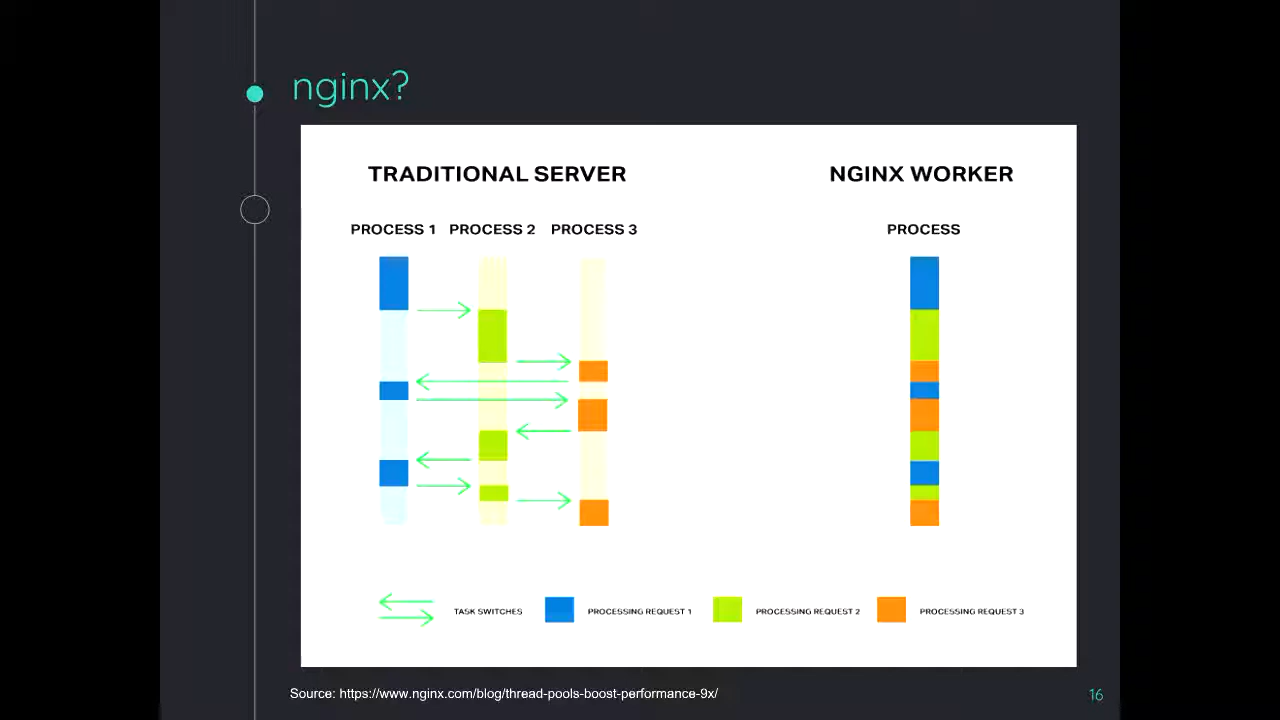 nginx?
TRADITIONAL SERVER
NGINX WORKER
PROCESS 1 PROCESS 2 PROCESS 3
PROCESS
TASK SWITCHES
PROCESSING REQUEST 1
PROCESSING REQUEST 2
PROCESSING REQUEST 3
Source: https://www.nginx.com/blog/thread-pools-boost-performance-9x/
16